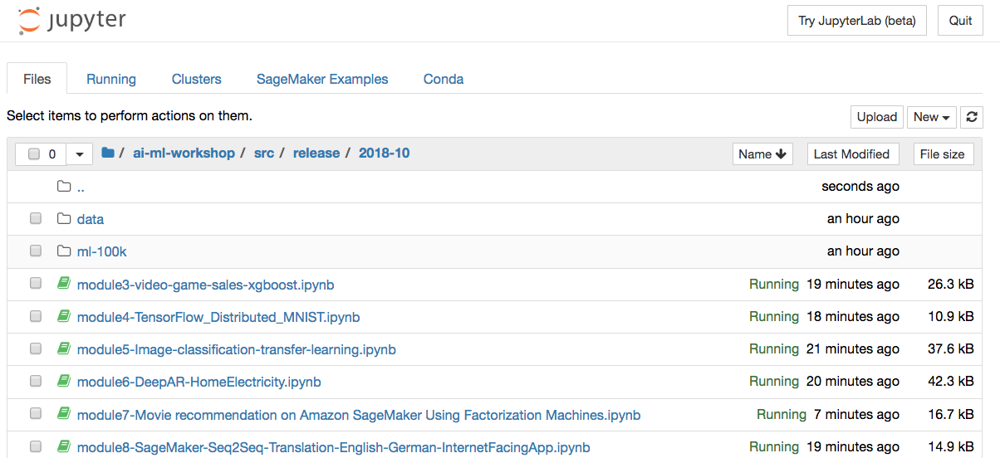 jupyter Try JupyterLab (beta) Quit
Files Running Clusters SageMaker Examples Conda
Select items to perform actions on them. Upload New
0 / ai-ml-workshop / src / release / 2018-10 Name Last Modified File size
.. seconds ago
data an hour ago
ml-100k an hour ago
module3-video-game-sales-xgboost.ipynb Running 19 minutes ago 26.3 kB
module4-TensorFlow_Distributed_MNIST.ipynb Running 18 minutes ago 10.9 kB
module5-Image-classification-transfer-learning.ipynb Running 21 minutes ago 37.6 kB
module6-DeepAR-HomeElectricity.ipynb Running 20 minutes ago 42.3 kB
module7-Movie recommendation on Amazon SageMaker Using Factorization Machines.ipynb Running 7 minutes ago 16.7 kB
module8-SageMaker-Seq2Seq-Translation-English-German-InternetFacingApp.ipynb Running 19 minutes ago 14.9 kB